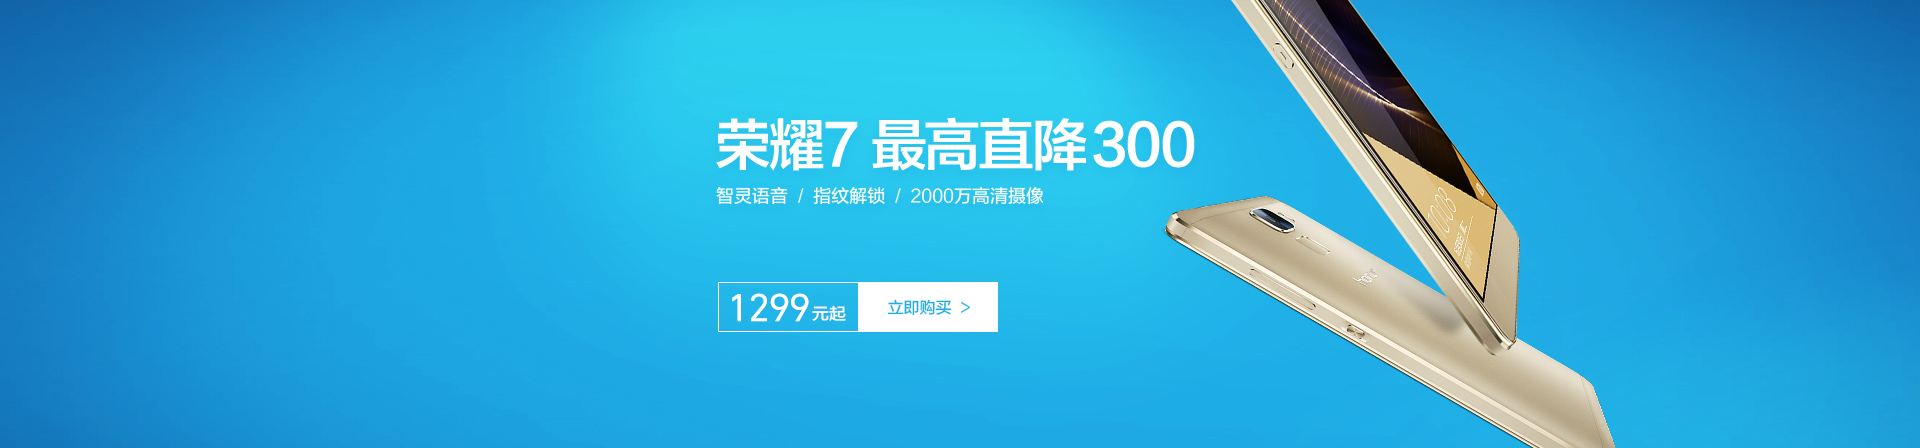 荣耀7 最高直降300
智灵语音 / 指纹解锁 / 2000万高清摄像
1299元起
立即购买 >
honor